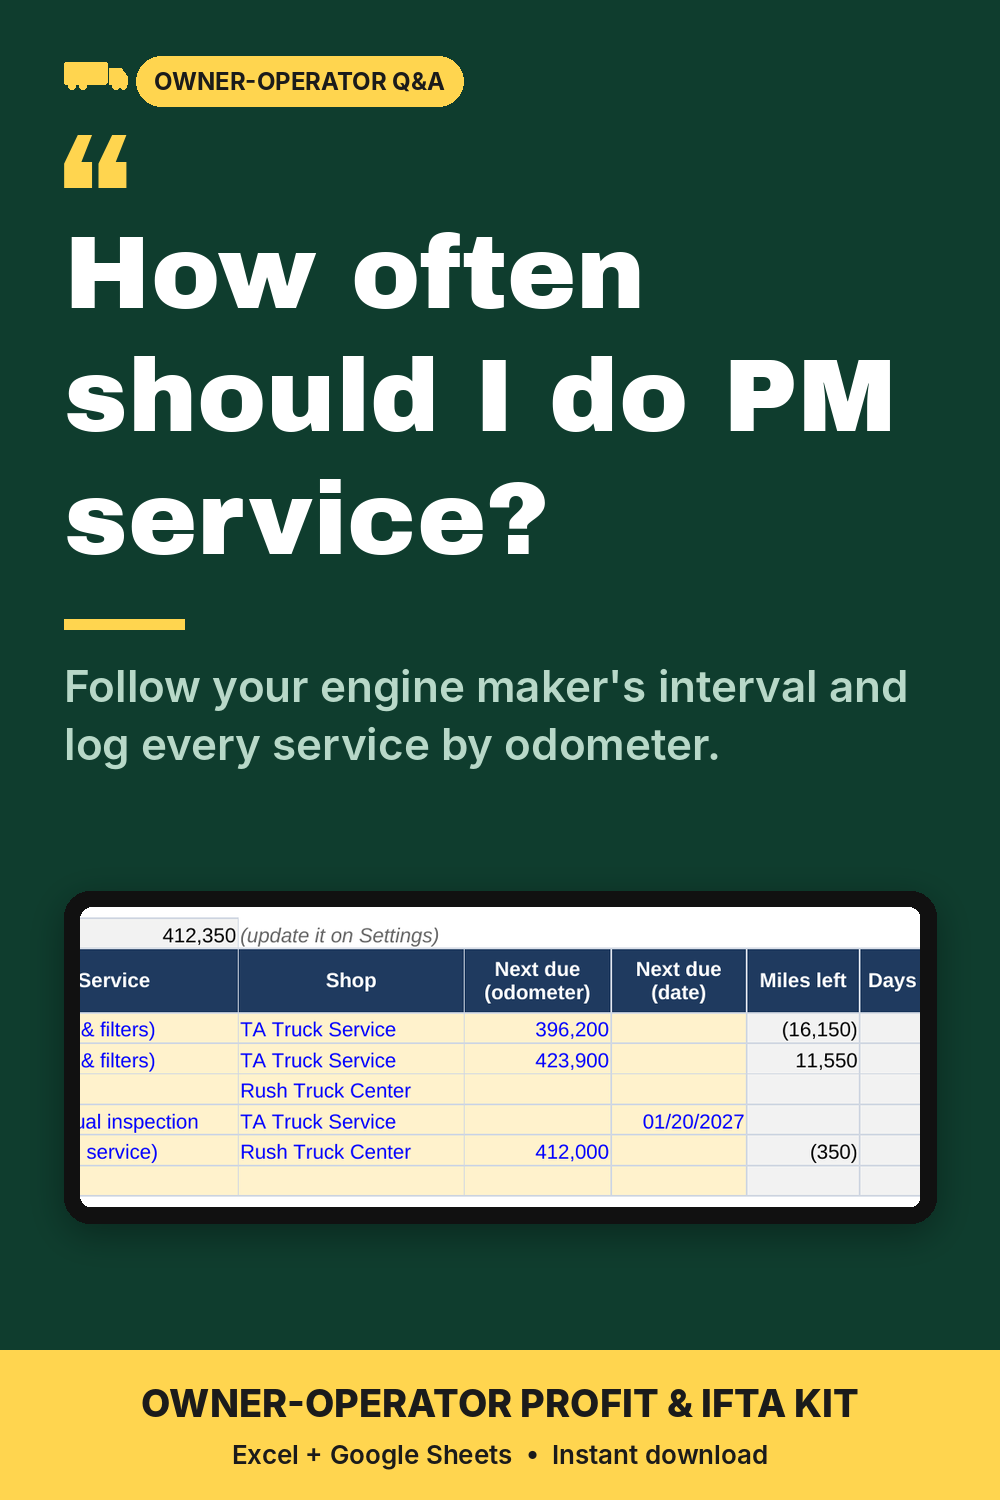 OWNER-OPERATOR Q&A
“
How often
should I do PM
service?
Follow your engine maker's interval and
log every service by odometer.
412,350 (update it on Settings)
Service Shop Next due (odometer) Next due (date) Miles left Days
& filters) TA Truck Service 396,200 (16,150)
& filters) TA Truck Service 423,900 11,550
Rush Truck Center
ual inspection TA Truck Service 01/20/2027
service) Rush Truck Center 412,000 (350)
OWNER-OPERATOR PROFIT & IFTA KIT
Excel + Google Sheets • Instant download